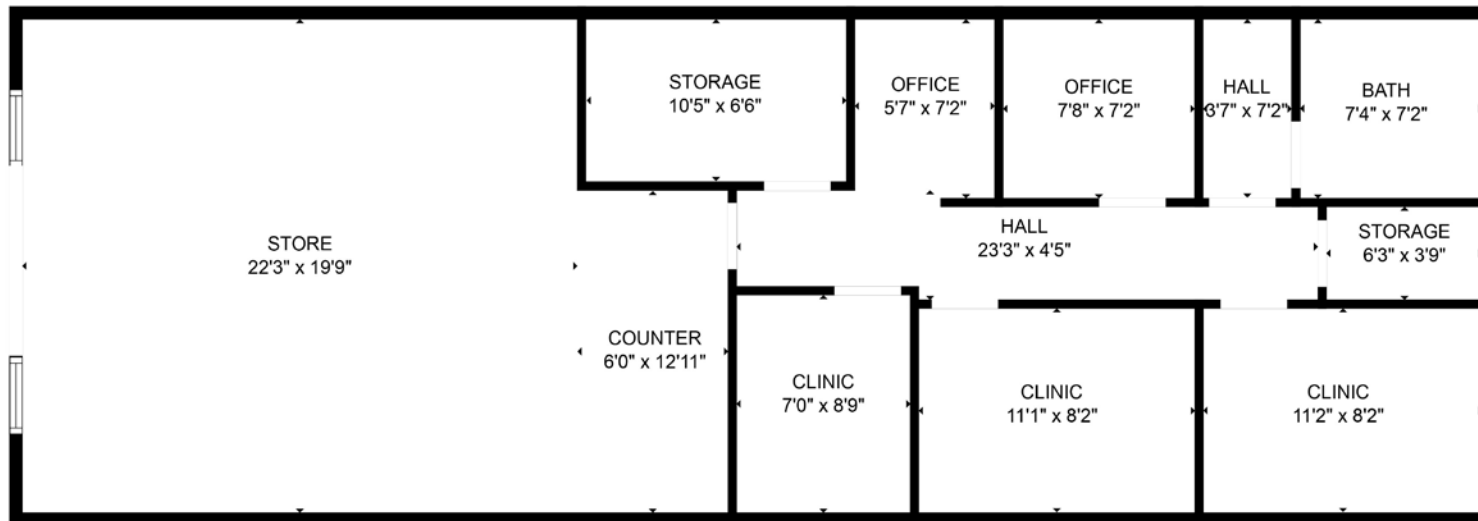 STORAGE
10'5" x 6'6"
OFFICE
5'7" x 7'2"
OFFICE
7'8" x 7'2"
HALL
3'7" x 7'2"
BATH
7'4" x 7'2"
STORE
22'3" x 19'9"
HALL
23'3" x 4'5"
STORAGE
6'3" x 3'9"
COUNTER
6'0" x 12'11"
CLINIC
7'0" x 8'9"
CLINIC
11'1" x 8'2"
CLINIC
11'2" x 8'2"